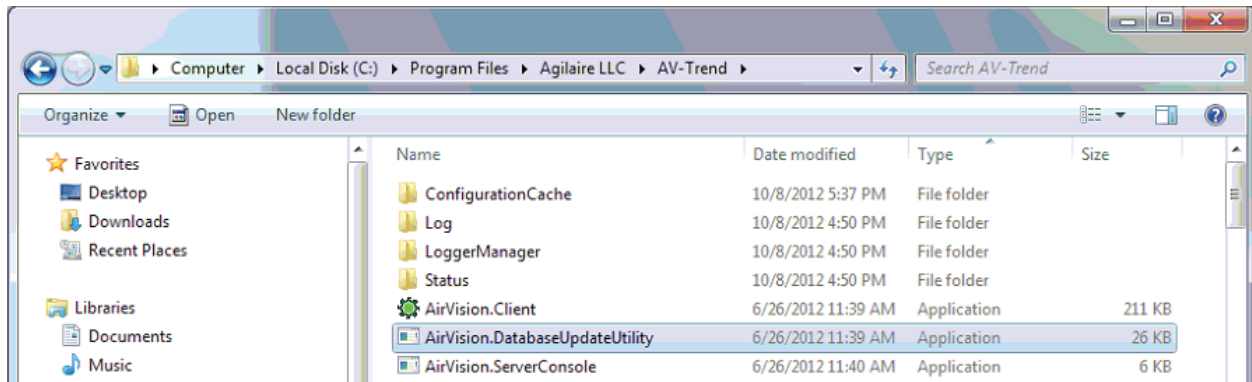 Computer Local Disk (C:) Program Files Agilaire LLC AV-Trend Search AV-Trend
Organize Open New folder
Name Date modified Type Size
Favorites
Desktop
Downloads
Recent Places
Libraries
Documents
Music
ConfigurationCache 10/8/2012 5:37 PM File folder
Log 10/8/2012 4:50 PM File folder
LoggerManager 10/8/2012 4:50 PM File folder
Status 10/8/2012 4:50 PM File folder
AirVision.Client 6/26/2012 11:39 AM Application 211 KB
AirVision.DatabaseUpdateUtility 6/26/2012 11:39 AM Application 26 KB
AirVision.ServerConsole 6/26/2012 11:40 AM Application 6 KB